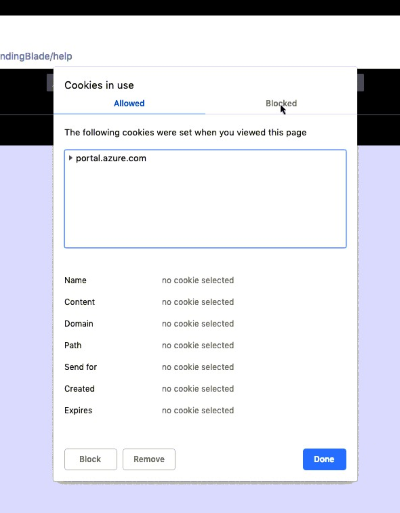 ndingBlade/help
Cookies in use
Allowed Blocked
The following cookies were set when you viewed this page
portal.azure.com
Name no cookie selected
Content no cookie selected
Domain no cookie selected
Path no cookie selected
Send for no cookie selected
Created no cookie selected
Expires no cookie selected
Block Remove Done